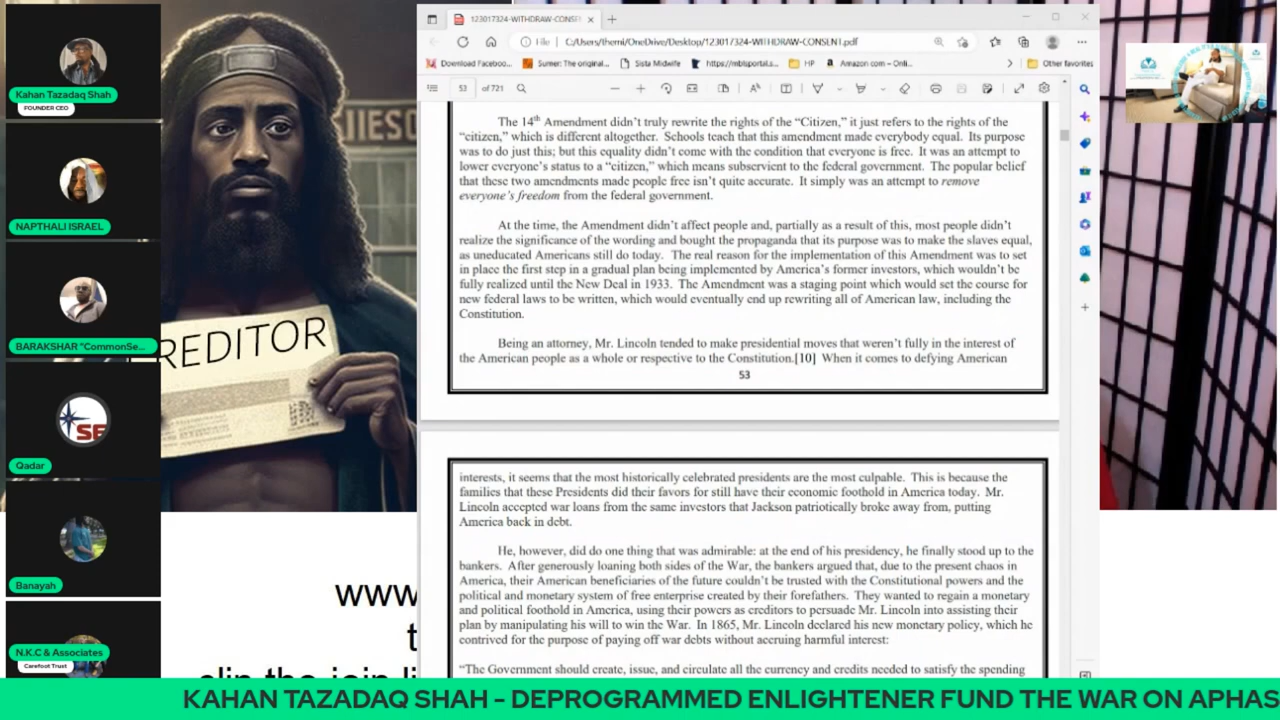 Kahan Tazadaq Shah
FOUNDER CEO
NAPTHALI ISRAEL
BARAKSHAR "CommonSe...
Qadar
SE
Banayah
N.K.C & Associates
Carefoot Trust
REDITOR
www
123017324-WITHDRAW-CONSE
File
C:/Users/themi/OneDrive/Desktop/123017324-WITHDRAW-CONSENT.pdf
Download Faceboo...
Sumer: The original...
Sista Midwife
https://mblsportal.s...
HP
Amazon.com – Onli...
Other favorites
53 of 721
The 14th Amendment didn't truly rewrite the rights of the "Citizen," it just refers to the rights of the
"citizen," which is different altogether. Schools teach that this amendment made everybody equal. Its purpose
was to do just this; but this equality didn't come with the condition that everyone is free. It was an attempt to
lower everyone's status to a "citizen," which means subservient to the federal government. The popular belief
that these two amendments made people free isn't quite accurate. It simply was an attempt to remove
everyone's freedom from the federal government.
At the time, the Amendment didn't affect people and, partially as a result of this, most people didn't
realize the significance of the wording and bought the propaganda that its purpose was to make the slaves equal,
as uneducated Americans still do today. The real reason for the implementation of this Amendment was to set
in place the first step in a gradual plan being implemented by America's former investors, which wouldn't be
fully realized until the New Deal in 1933. The Amendment was a staging point which would set the course for
new federal laws to be written, which would eventually end up rewriting all of American law, including the
Constitution.
Being an attorney, Mr. Lincoln tended to make presidential moves that weren't fully in the interest of
the American people as a whole or respective to the Constitution.[10] When it comes to defying American
53
interests, it seems that the most historically celebrated presidents are the most culpable. This is because the
families that these Presidents did their favors for still have their economic foothold in America today. Mr.
Lincoln accepted war loans from the same investors that Jackson patriotically broke away from, putting
America back in debt.
He, however, did do one thing that was admirable: at the end of his presidency, he finally stood up to the
bankers. After generously loaning both sides of the War, the bankers argued that, due to the present chaos in
America, their American beneficiaries of the future couldn't be trusted with the Constitutional powers and the
political and monetary system of free enterprise created by their forefathers. They wanted to regain a monetary
and political foothold in America, using their powers as creditors to persuade Mr. Lincoln into assisting their
plan by manipulating his will to win the War. In 1865, Mr. Lincoln declared his new monetary policy, which he
contrived for the purpose of paying off war debts without accruing harmful interest:
"The Government should create, issue, and circulate all the currency and credits needed to satisfy the spending
KAHAN TAZADAQ SHAH - DEPROGRAMMED ENLIGHTENER FUND THE WAR ON APHAS